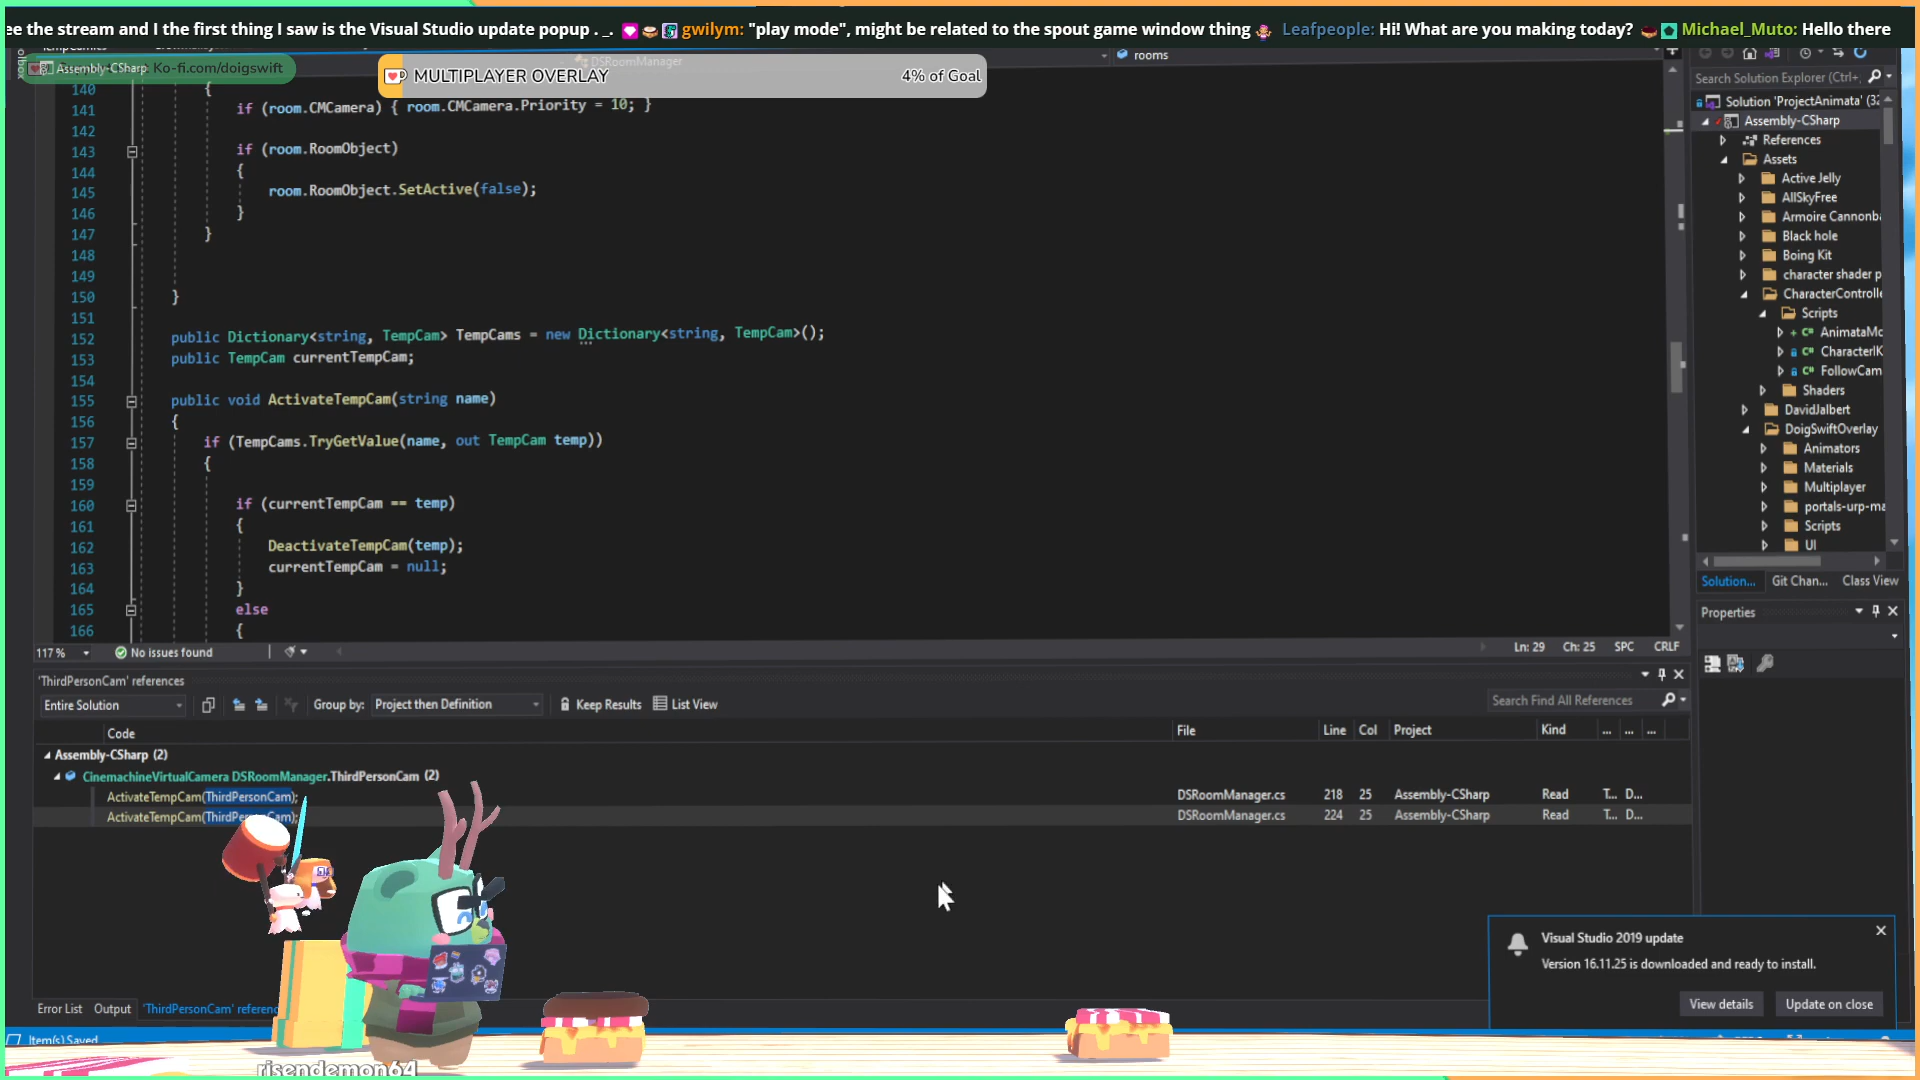 ee the stream and I the first thing I saw is the Visual Studio update popup . _. gwilym: "play mode", might be related to the spout game window thing Leafpeople: Hi! What are you making today? Michael_Muto: Hello there
Assembly-CSharp Ko-fi.com/doigswift
MULTIPLAYER OVERLAY 4% of Goal
DSRoomManager
rooms
140 {
141 if (room.CMCamera) { room.CMCamera.Priority = 10; }
142
143 if (room.RoomObject)
144 {
145 room.RoomObject.SetActive(false);
146 }
147 }
148
149
150 }
151
152 public Dictionary<string, TempCam> TempCams = new Dictionary<string, TempCam>();
153 public TempCam currentTempCam;
154
155 public void ActivateTempCam(string name)
156 {
157 if (TempCams.TryGetValue(name, out TempCam temp))
158 {
159
160 if (currentTempCam == temp)
161 {
162 DeactivateTempCam(temp);
163 currentTempCam = null;
164 }
165 else
166 {
117 % No issues found Ln: 29 Ch: 25 SPC CRLF
Search Solution Explorer (Ctrl+;
Solution 'ProjectAnimata' (32
Assembly-CSharp
References
Assets
Active Jelly
AllSkyFree
Armoire Cannonba
Black hole
Boing Kit
character shader p
CharacterControlle
Scripts
AnimataMo
CharacterIK
FollowCam
Shaders
DavidJalbert
DoigSwiftOverlay
Animators
Materials
Multiplayer
portals-urp-ma
Scripts
UI
Solution... Git Chan... Class View
Properties
'ThirdPersonCam' references
Entire Solution Group by: Project then Definition Keep Results List View Search Find All References
Code File Line Col Project Kind ... ... ...
Assembly-CSharp (2)
CinemachineVirtualCamera DSRoomManager.ThirdPersonCam (2)
ActivateTempCam(ThirdPersonCam); DSRoomManager.cs 218 25 Assembly-CSharp Read T... D...
ActivateTempCam(ThirdPersonCam); DSRoomManager.cs 224 25 Assembly-CSharp Read T... D...
Visual Studio 2019 update
Version 16.11.25 is downloaded and ready to install.
View details Update on close
Error List Output 'ThirdPersonCam' referenc
Item(s) Saved
risendemon64